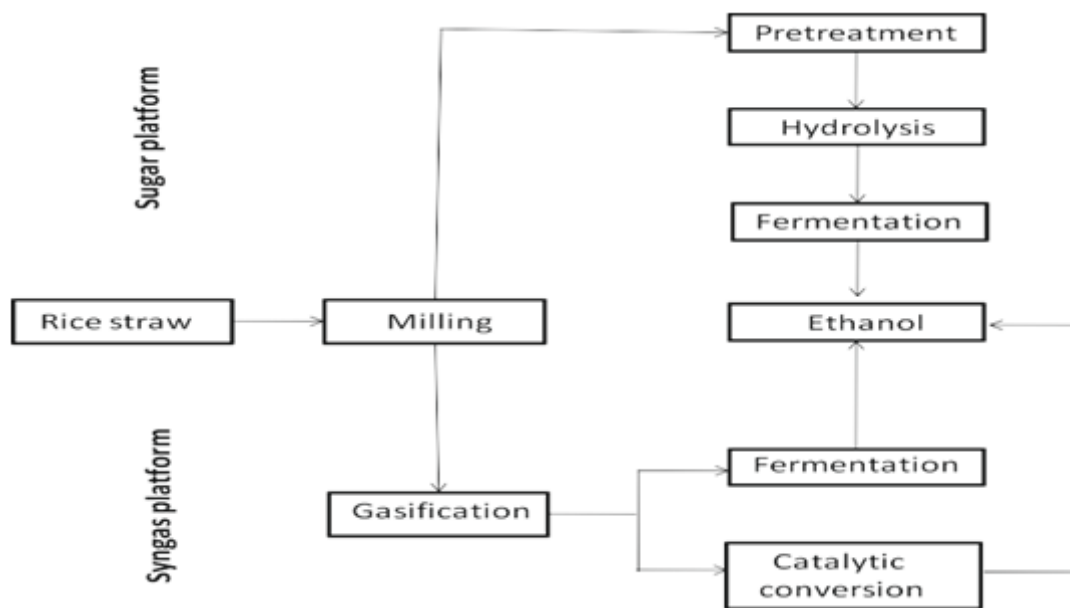 Pretreatment
Sugar platform
Hydrolysis
Fermentation
Rice straw
Milling
Ethanol
Syngas platform
Fermentation
Gasification
Catalytic
conversion